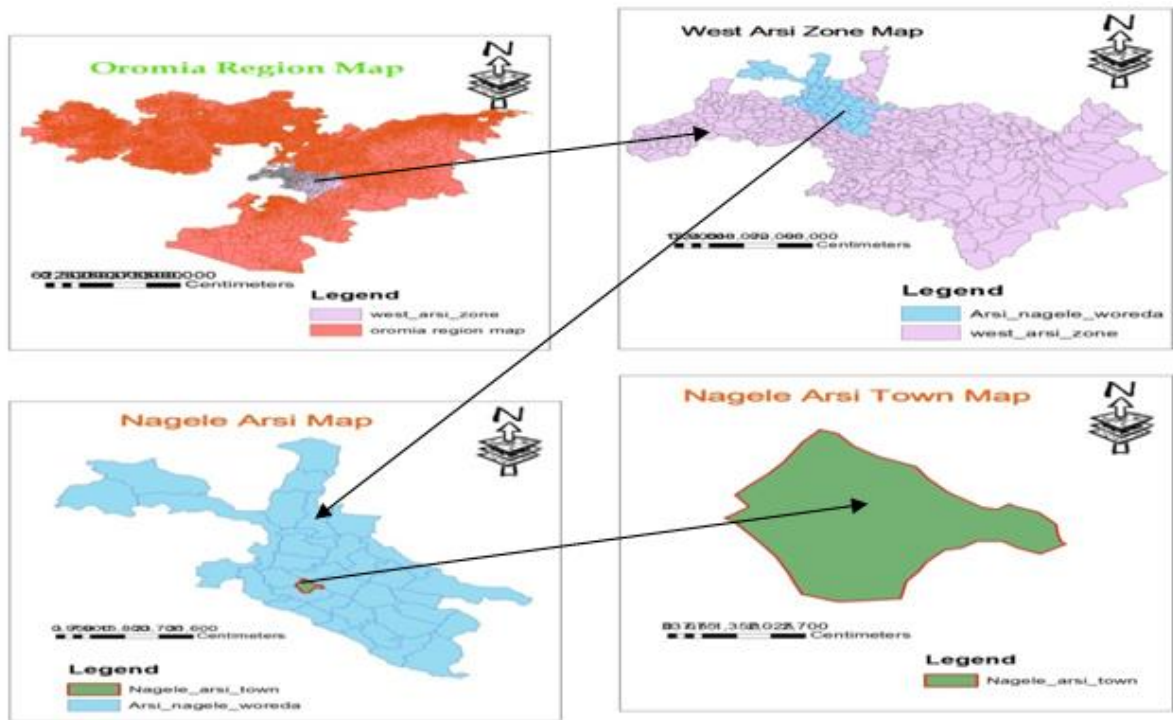 N
Oromia Region Map
Centimeters
Legend
west_arsi_zone
oromia region map
West Arsi Zone Map
N
Centimeters
Legend
Arsi_nagele_woreda
west_arsi_zone
Nagele Arsi Map
N
Centimeters
Legend
Nagele_arsi_town
Arsi_nagele_woreda
Nagele Arsi Town Map
N
Centimeters
Legend
Nagele_arsi_town